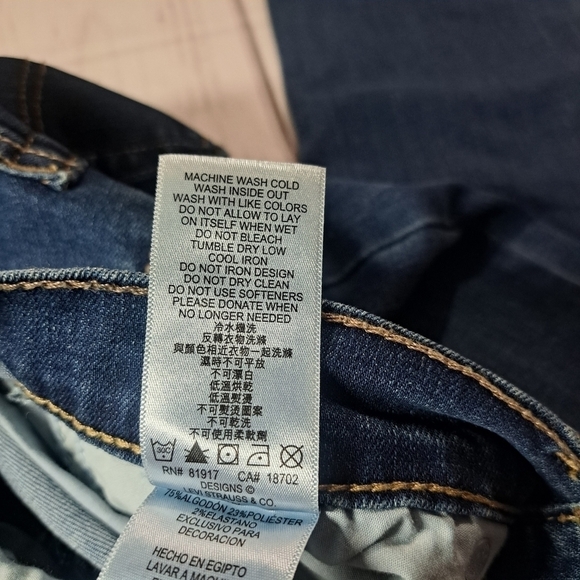 MACHINE WASH COLD
WASH INSIDE OUT
WASH WITH LIKE COLORS
DO NOT ALLOW TO LAY
ON ITSELF WHEN WET
DO NOT BLEACH
TUMBLE DRY LOW
COOL IRON
DO NOT IRON DESIGN
DO NOT DRY CLEAN
DO NOT USE SOFTENERS
PLEASE DONATE WHEN
NO LONGER NEEDED
冷水機洗
反轉衣物洗滌
與顏色相近衣物一起洗滌
濕時不可平放
不可漂白
低溫烘乾
低溫熨燙
不可熨燙圖案
不可乾洗
不可使用柔軟劑
30C
RN# 81917 CA# 18702
DESIGNS ©
LEVI STRAUSS & CO
75%ALGODÓN 23%POLIÉSTER
2%ELASTANO
EXCLUSIVO PARA
DECORACIÓN
HECHO EN EGIPTO
LAVAR A